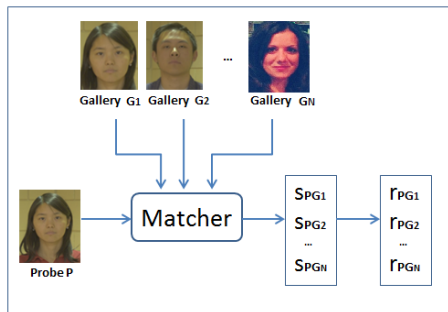 ...
Gallery G1 Gallery G2 Gallery GN
Matcher
Probe P
SPG1
SPG2
...
SPGN
rPG1
rPG2
...
rPGN